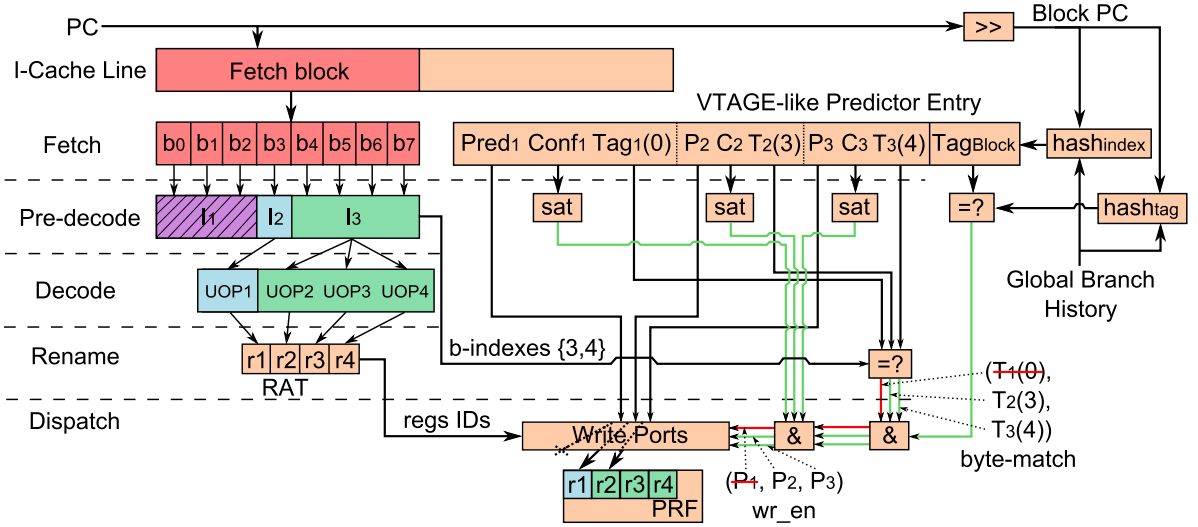 PC
>>
Block PC
I-Cache Line
Fetch block
VTAGE-like Predictor Entry
Fetch
b0 b1 b2 b3 b4 b5 b6 b7
Pred1 Conf1 Tag1(0) P2 C2 T2(3) P3 C3 T3(4) TagBlock
hashindex
Pre-decode
I1 I2 I3
sat sat sat =?
hashtag
Global Branch
History
Decode
UOP1 UOP2 UOP3 UOP4
Rename
r1 r2 r3 r4
RAT
b-indexes {3,4}
=?
(T1(0),
T2(3),
T3(4))
byte-match
Dispatch
regs IDs
Write Ports
& &
(P1, P2, P3)
wr_en
r1 r2 r3 r4
PRF